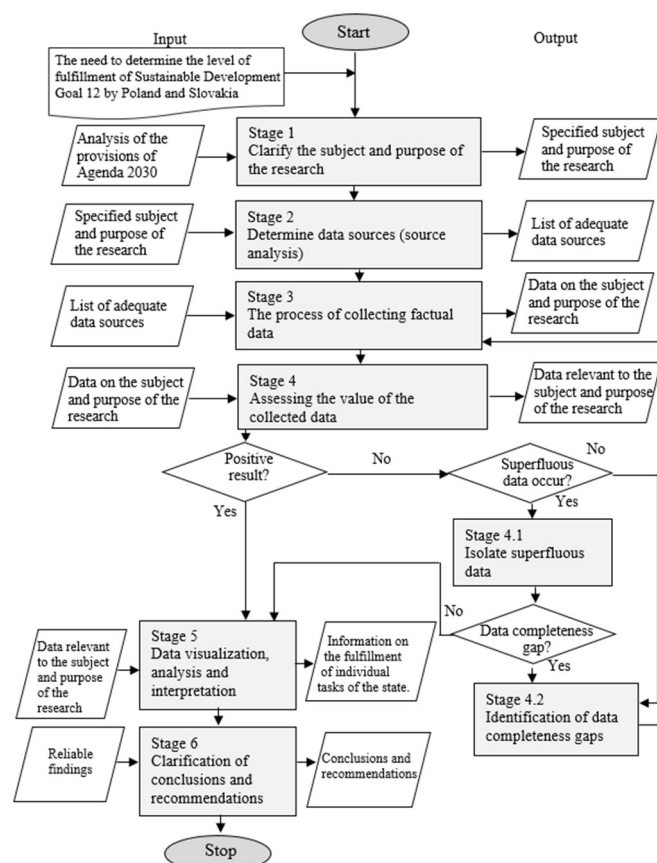 Input
Start
Output
The need to determine the level of
fulfillment of Sustainable Development
Goal 12 by Poland and Slovakia
Analysis of the
provisions of
Agenda 2030
Stage 1
Clarify the subject and purpose of
the research
Specified subject
and purpose of
the research
Specified subject
and purpose of
the research
Stage 2
Determine data sources (source
analysis)
List of adequate
data sources
List of adequate
data sources
Stage 3
The process of collecting factual
data
Data on the subject
and purpose of the
research
Data on the subject
and purpose of the
research
Stage 4
Assessing the value of the
collected data
Data relevant to the
subject and purpose
of the research
Positive
result?
No
Superfluous
data occur?
No
Yes
Yes
Stage 4.1
Isolate superfluous
data
No
Data completeness
gap?
Yes
Data relevant
to the subject
and purpose
of the
research
Stage 5
Data visualization,
analysis and
interpretation
Information on
the fulfillment
of individual
tasks of the state.
Stage 4.2
Identification of data
completeness gaps
Reliable
findings
Stage 6
Clarification of
conclusions and
recommendations
Conclusions and
recommendations
Stop